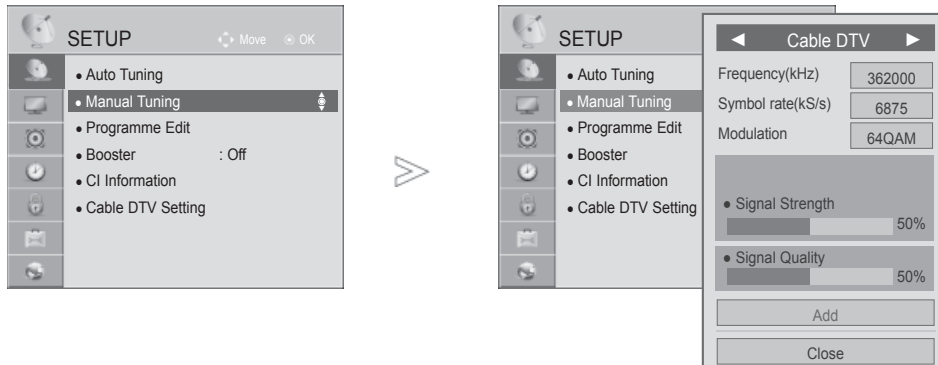 SETUP
Move OK
• Auto Tuning
• Manual Tuning
• Programme Edit
• Booster : Off
• CI Information
• Cable DTV Setting
SETUP
• Auto Tuning
• Manual Tuning
• Programme Edit
• Booster
• CI Information
• Cable DTV Setting
◄ Cable DTV ►
Frequency(kHz) 362000
Symbol rate(kS/s) 6875
Modulation 64QAM
• Signal Strength
50%
• Signal Quality
50%
Add
Close